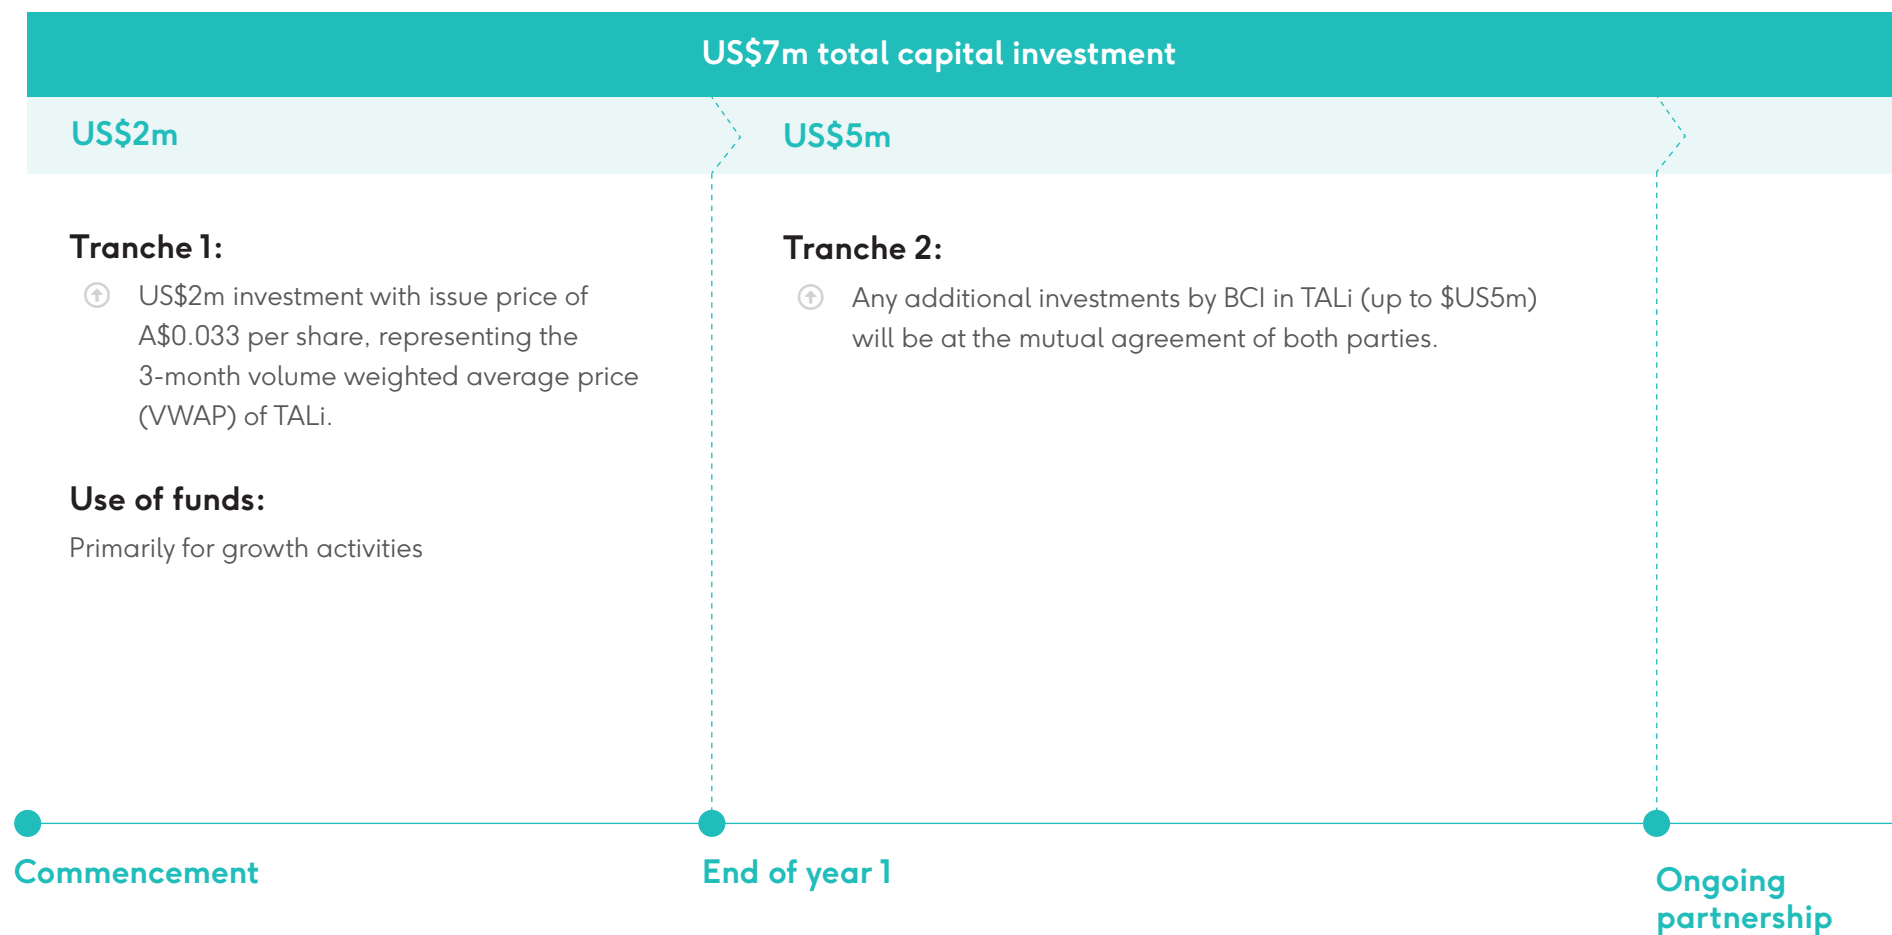 US$7m total capital investment
US$2m
US$5m
Tranche 1:
US$2m investment with issue price of
A$0.033 per share, representing the
3-month volume weighted average price
(VWAP) of TALi.
Use of funds:
Primarily for growth activities
Tranche 2:
Any additional investments by BCI in TALi (up to $US5m)
will be at the mutual agreement of both parties.
Commencement
End of year 1
Ongoing
partnership